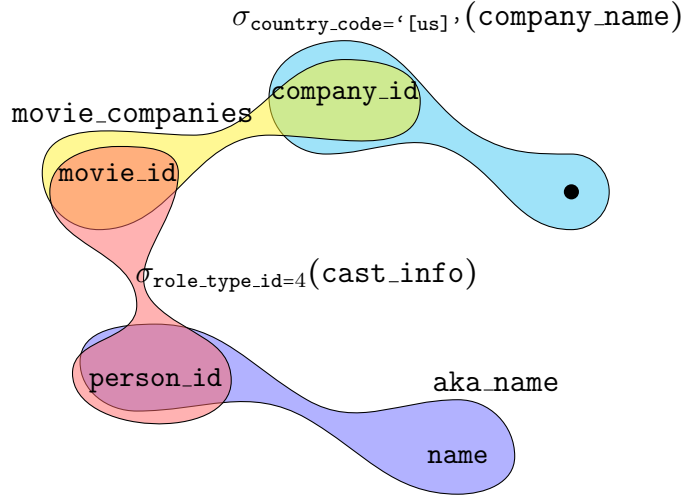 σcountry_code=‘[us]’(company_name)
company_id
movie_companies
movie_id
σrole_type_id=4(cast_info)
person_id
aka_name
name